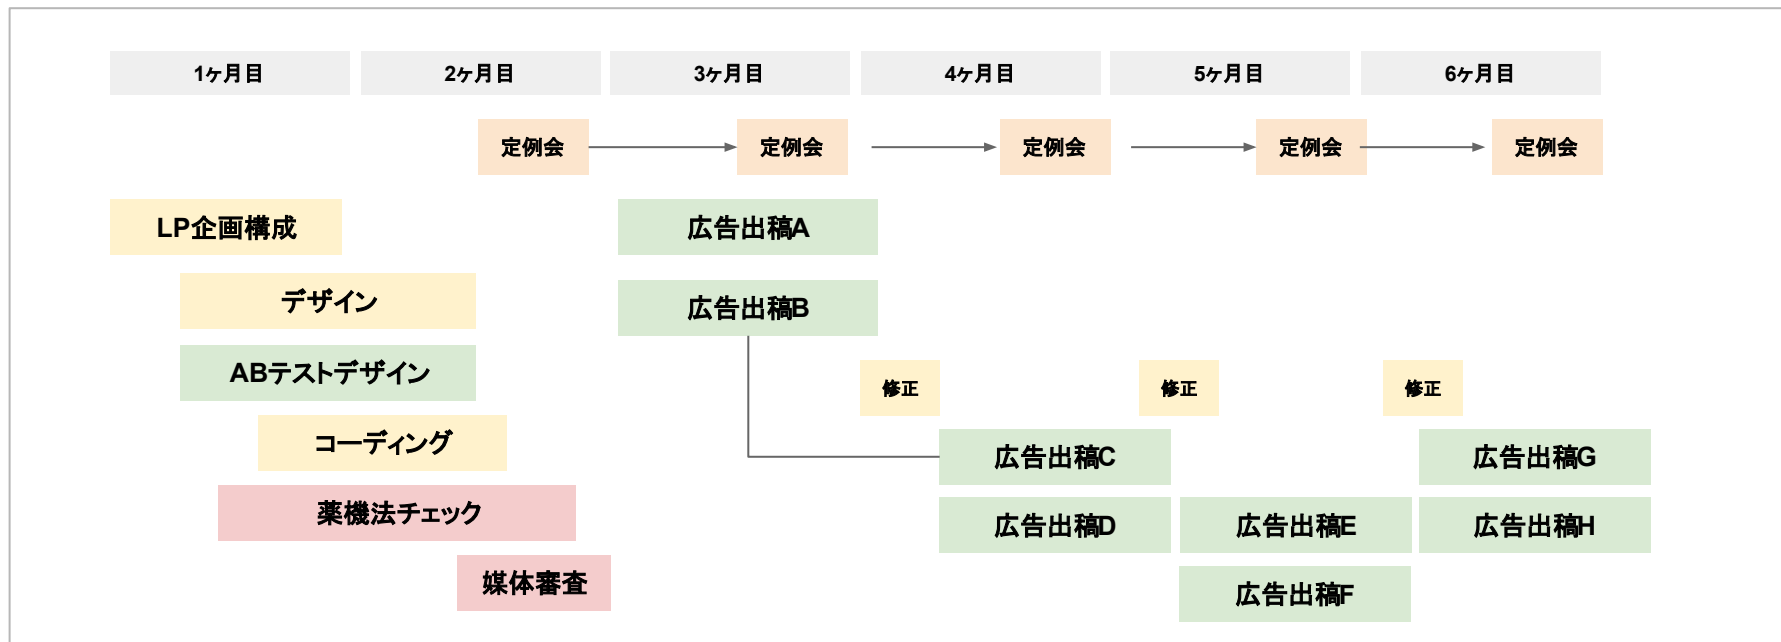 1ヶ月目
2ヶ月目
3ヶ月目
4ヶ月目
5ヶ月目
6ヶ月目
定例会
定例会
定例会
定例会
定例会
LP企画構成
広告出稿A
デザイン
広告出稿B
ABテストデザイン
修正
修正
修正
コーディング
広告出稿C
広告出稿G
薬機法チェック
広告出稿D
広告出稿E
広告出稿H
媒体審査
広告出稿F